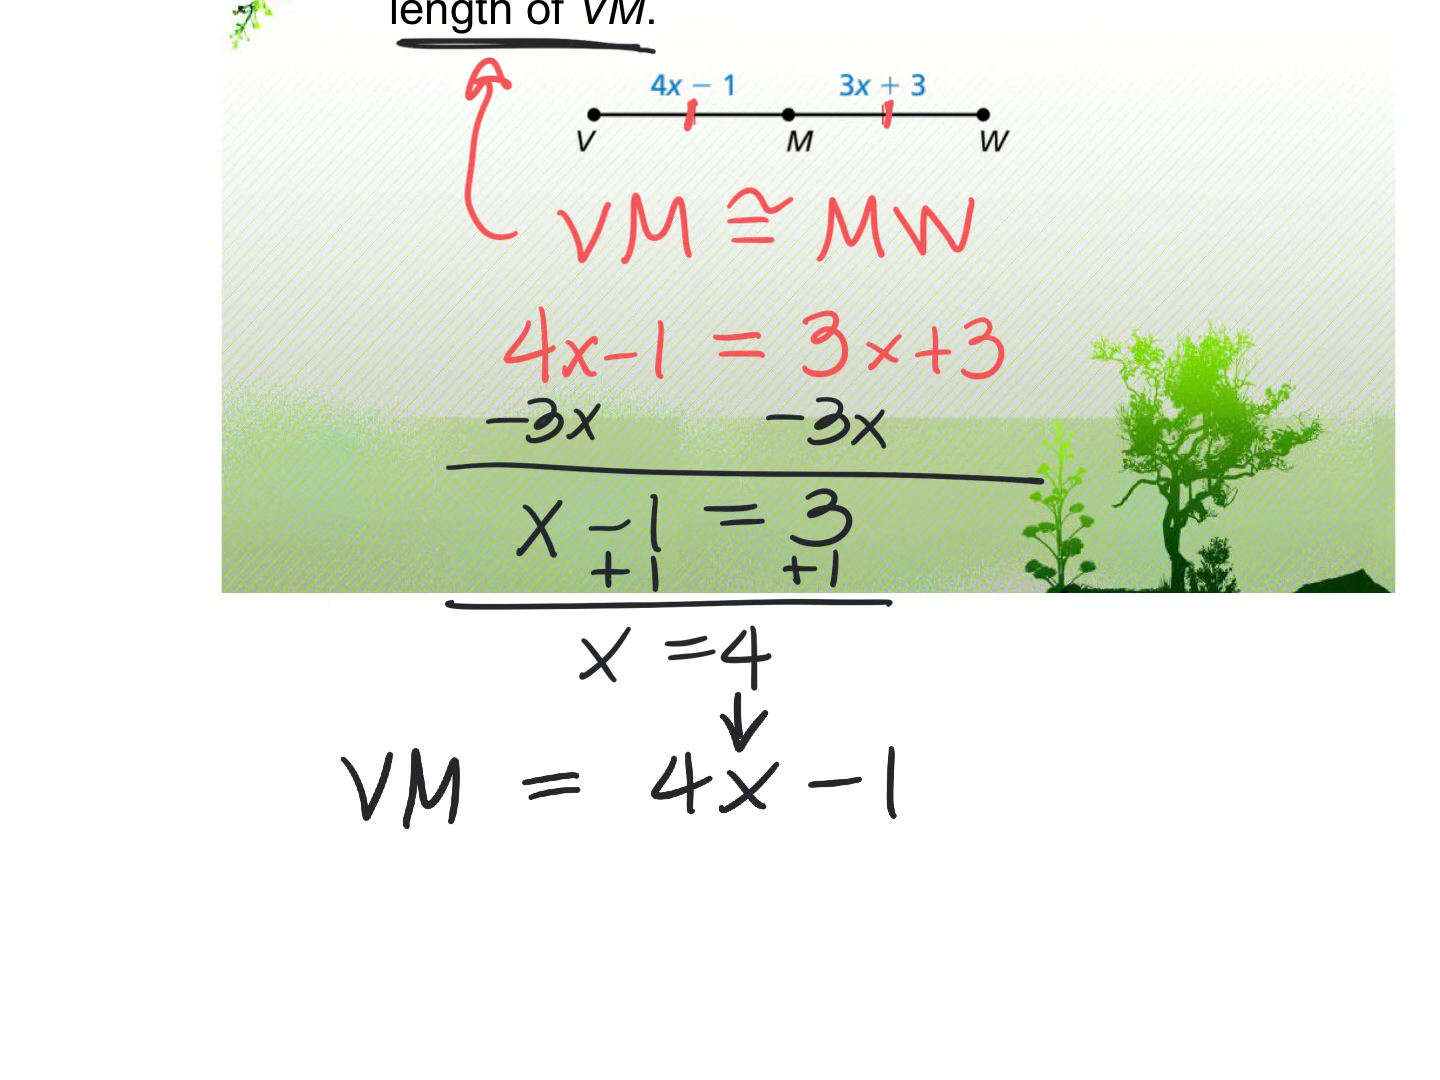 length of VM.
4x − 1 3x + 3
V M W
VM ≅ MW
4x-1 = 3x+3
-3x -3x
x -1 = 3
+1 +1
x =4
VM = 4x-1